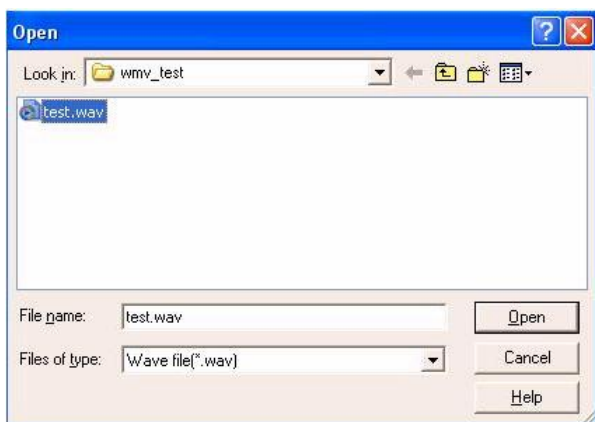 Open
Look in: wmv_test
test.wav
File name: test.wav Open
Files of type: Wave file(*.wav) Cancel
Help